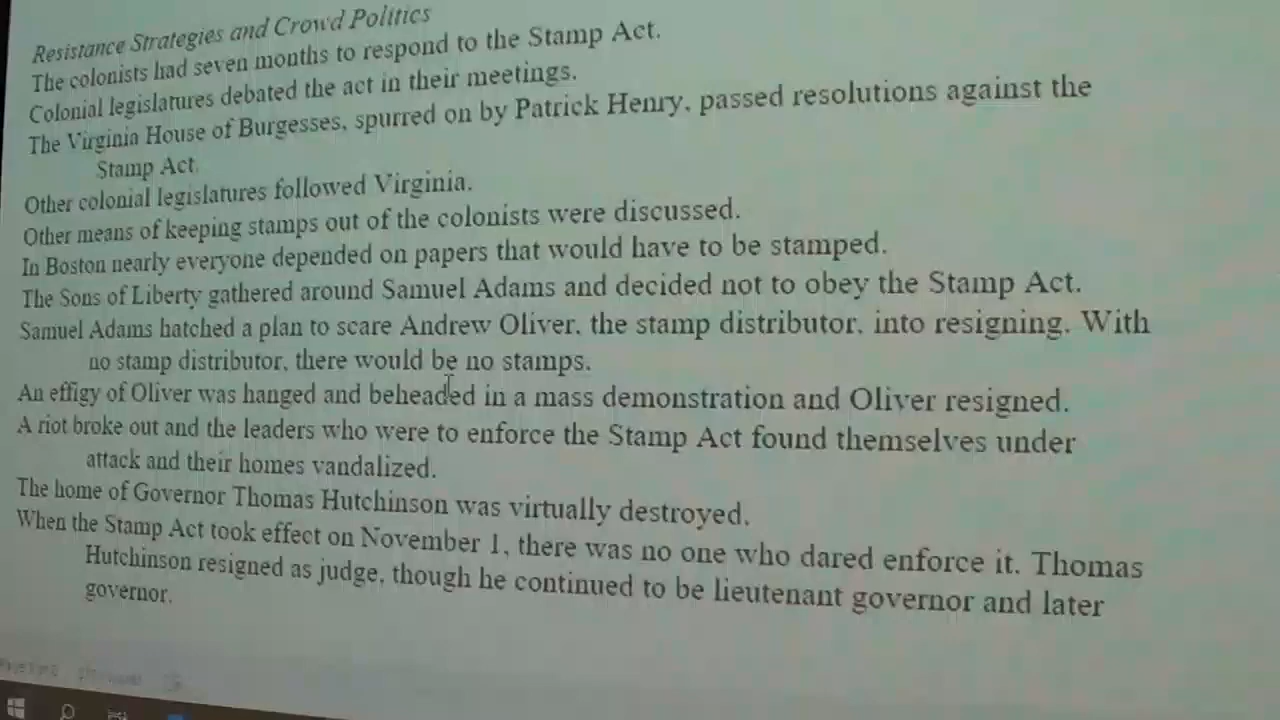 Resistance Strategies and Crowd Politics
The colonists had seven months to respond to the Stamp Act.
Colonial legislatures debated the act in their meetings.
The Virginia House of Burgesses, spurred on by Patrick Henry, passed resolutions against the
Stamp Act.
Other colonial legislatures followed Virginia.
Other means of keeping stamps out of the colonists were discussed.
In Boston nearly everyone depended on papers that would have to be stamped.
The Sons of Liberty gathered around Samuel Adams and decided not to obey the Stamp Act.
Samuel Adams hatched a plan to scare Andrew Oliver, the stamp distributor, into resigning. With
no stamp distributor, there would be no stamps.
An effigy of Oliver was hanged and beheaded in a mass demonstration and Oliver resigned.
A riot broke out and the leaders who were to enforce the Stamp Act found themselves under
attack and their homes vandalized.
The home of Governor Thomas Hutchinson was virtually destroyed.
When the Stamp Act took effect on November 1, there was no one who dared enforce it. Thomas
Hutchinson resigned as judge, though he continued to be lieutenant governor and later
governor.